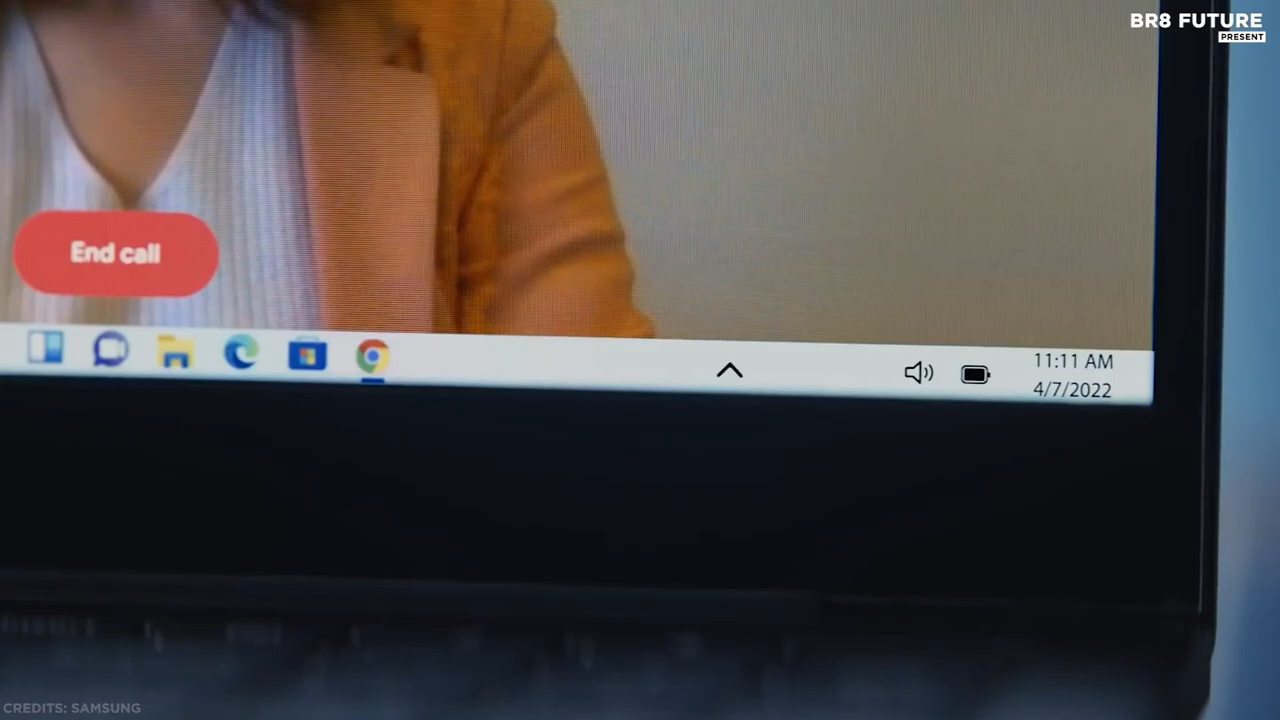 BR8 FUTURE
PRESENT
End call
11:11 AM
4/7/2022
CREDITS: SAMSUNG